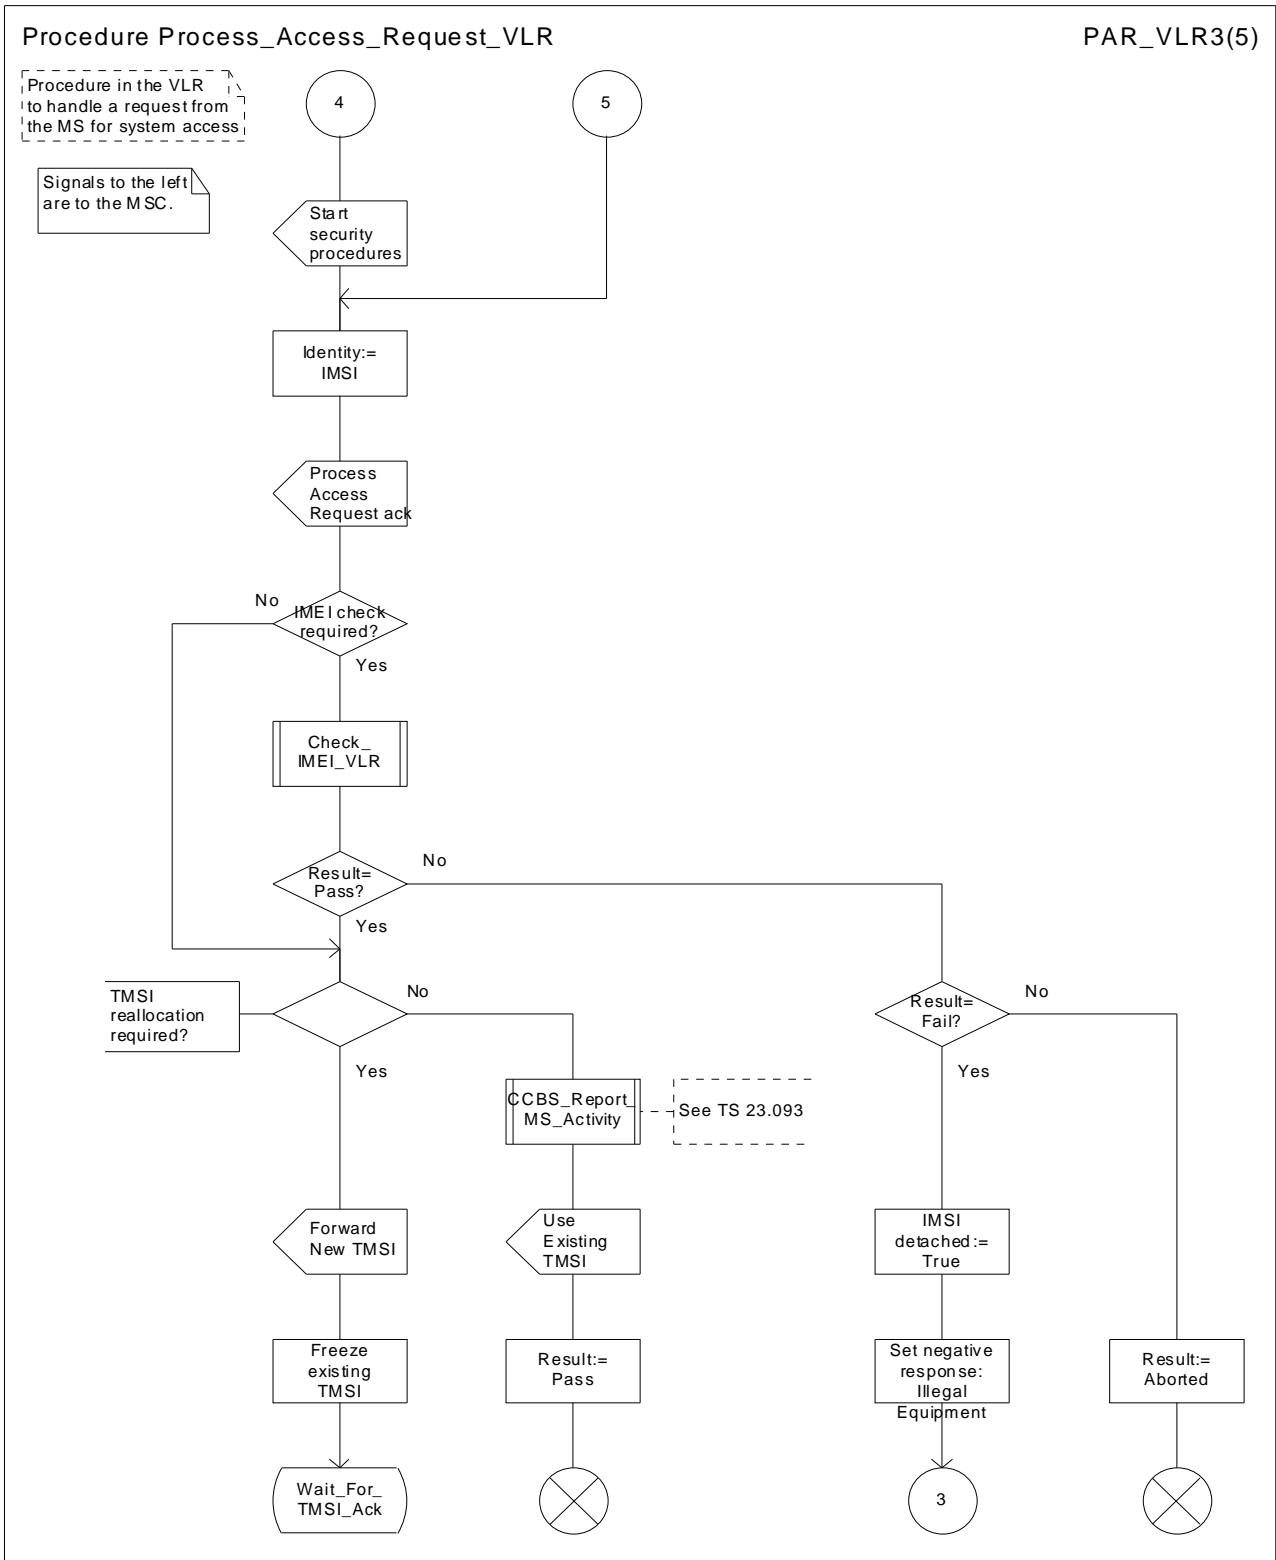 Procedure Process_Access_Request_VLR
PAR_VLR3(5)
Procedure in the VLR
to handle a request from
the MS for system access
4
5
Signals to the left
are to the MSC.
Start
security
procedures
Identity:=
IMSI
Process
Access
Request ack
No
IMEI check
required?
Yes
Check_
IMEI_VLR
Result=
Pass?
No
Yes
TMSI
reallocation
required?
No
Yes
Result=
Fail?
No
Yes
CCBS_Report_
MS_Activity
See TS 23.093
Forward
New TMSI
Use
Existing
TMSI
IMSI
detached:=
True
Freeze
existing
TMSI
Result:=
Pass
Set negative
response:
Illegal
Equipment
Result:=
Aborted
Wait_For_
TMSI_Ack
3